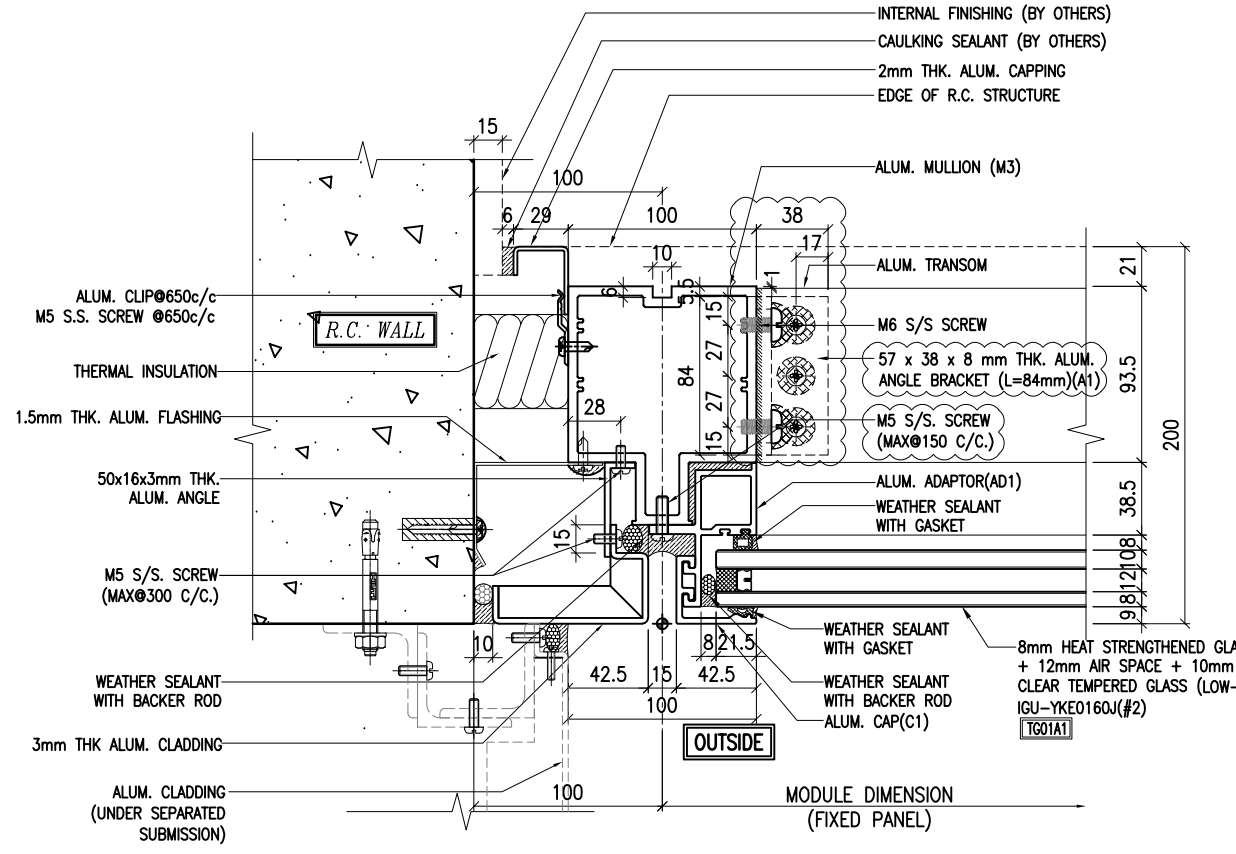 INTERNAL FINISHING (BY OTHERS)
CAULKING SEALANT (BY OTHERS)
2mm THK. ALUM. CAPPING
EDGE OF R.C. STRUCTURE
15
100
ALUM. MULLION (M3)
6
29
100
38
17
10
ALUM. TRANSOM
21
1
6
5.5
15
ALUM. CLIP@650c/c
M5 S.S. SCREW @650c/c
R.C. WALL
M6 S/S SCREW
27
57 x 38 x 8 mm THK. ALUM.
ANGLE BRACKET (L=84mm)(A1)
93.5
THERMAL INSULATION
84
27
28
1.5mm THK. ALUM. FLASHING
M5 S/S. SCREW
(MAX@150 C/C.)
15
200
50x16x3mm THK.
ALUM. ANGLE
ALUM. ADAPTOR(AD1)
38.5
WEATHER SEALANT
WITH GASKET
15
8
10
12
8
9
M5 S/S. SCREW
(MAX@300 C/C.)
WEATHER SEALANT
WITH GASKET
10
8
21.5
8mm HEAT STRENGTHENED GLA
+ 12mm AIR SPACE + 10mm
CLEAR TEMPERED GLASS (LOW-
IGU-YKE0160J(#2)
TG01A1
42.5
15
42.5
WEATHER SEALANT
WITH BACKER ROD
WEATHER SEALANT
WITH BACKER ROD
100
ALUM. CAP(C1)
3mm THK ALUM. CLADDING
OUTSIDE
ALUM. CLADDING
(UNDER SEPARATED
SUBMISSION)
100
MODULE DIMENSION
(FIXED PANEL)